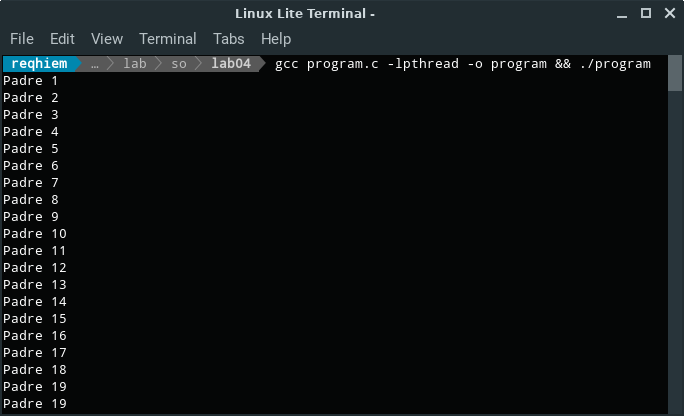 Linux Lite Terminal -
File Edit View Terminal Tabs Help
reqhiem … lab so lab04 gcc program.c -lpthread -o program && ./program
Padre 1
Padre 2
Padre 3
Padre 4
Padre 5
Padre 6
Padre 7
Padre 8
Padre 9
Padre 10
Padre 11
Padre 12
Padre 13
Padre 14
Padre 15
Padre 16
Padre 17
Padre 18
Padre 19
Padre 19